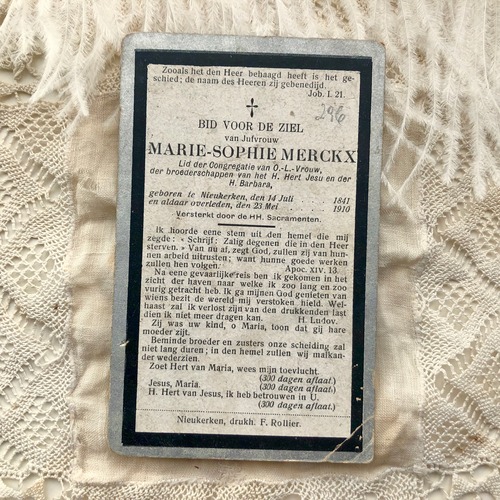 Zooals het den Heer behaagd heeft is het ge-
schied; de naam des Heeren zij gebenedijd.
Job. I. 21.
296
BID VOOR DE ZIEL
van Jufvrouw
MARIE-SOPHIE MERCKX
Lid der Congregatie van O.-L.-Vrouw,
der broederschappen van het H. Hert Jesu en der
H. Barbara,
geboren te Nieukerken, den 14 Juli 1841
en aldaar overleden, den 23 Mei 1910
Versterkt door de HH. Sacramenten.
Ik hoorde eene stem uit den hemel die mij
zegde: « Schrijf: Zalig degenen die in den Heer
sterven. » Van nu af, zegt God, zullen zij van hun-
nen arbeid uitrusten; want hunne goede werken
zullen hen volgen. Apoc. XIV. 13.
Na eene gevaarlijke reis ben ik gekomen in het
zicht der haven naar welke ik zoo lang en zoo
vurig getracht heb. Ik ga mijnen God genieten van
wiens bezit de wereld mij verstoken hield. Wel-
haast zal ik verlost zijn van den drukkenden last
dien ik niet meer dragen kan. H. Ludov.
Zij was uw kind, o Maria, toon dat gij hare
moeder zijt.
Beminde broeder en zusters onze scheiding zal
niet lang duren; in den hemel zullen wij malkan-
der wederzien.
Zoet Hert van Maria, wees mijn toevlucht.
(300 dagen aflaat.)
Jesus, Maria. (300 dagen aflaat.)
H. Hert van Jesus, ik heb betrouwen in U.
(300 dagen aflaat.)
Nieukerken, drukh. F. Rollier.